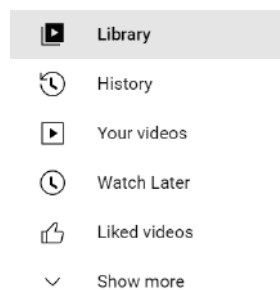 Library
History
Your videos
Watch Later
Liked videos
Show more